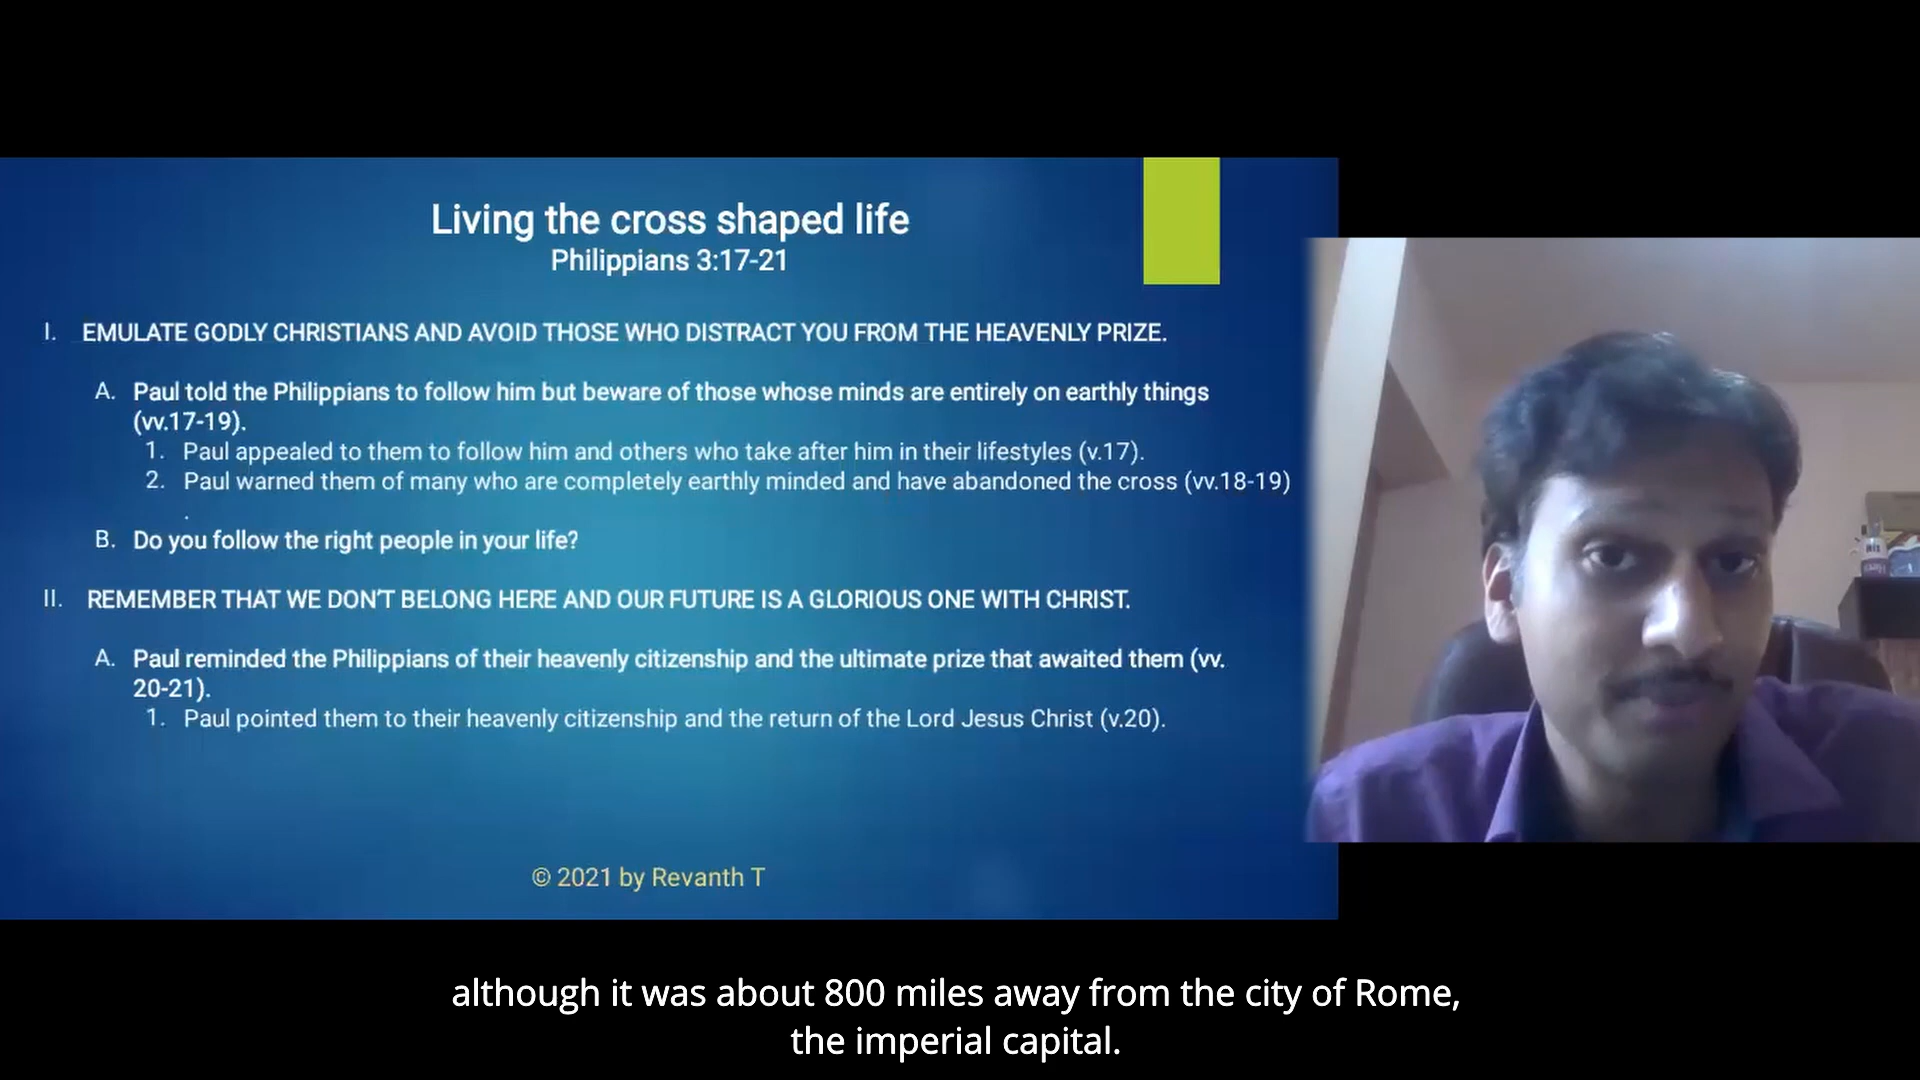 Living the cross shaped life
Philippians 3:17-21
I. EMULATE GODLY CHRISTIANS AND AVOID THOSE WHO DISTRACT YOU FROM THE HEAVENLY PRIZE.
A. Paul told the Philippians to follow him but beware of those whose minds are entirely on earthly things
(vv.17-19).
1. Paul appealed to them to follow him and others who take after him in their lifestyles (v.17).
2. Paul warned them of many who are completely earthly minded and have abandoned the cross (vv.18-19)
.
B. Do you follow the right people in your life?
II. REMEMBER THAT WE DON'T BELONG HERE AND OUR FUTURE IS A GLORIOUS ONE WITH CHRIST.
A. Paul reminded the Philippians of their heavenly citizenship and the ultimate prize that awaited them (vv.
20-21).
1. Paul pointed them to their heavenly citizenship and the return of the Lord Jesus Christ (v.20).
© 2021 by Revanth T
although it was about 800 miles away from the city of Rome,
the imperial capital.